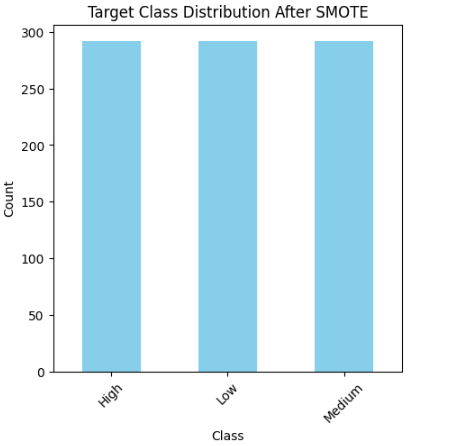 Target Class Distribution After SMOTE
300
250
200
150
100
50
0
Count
High
Low
Medium
Class